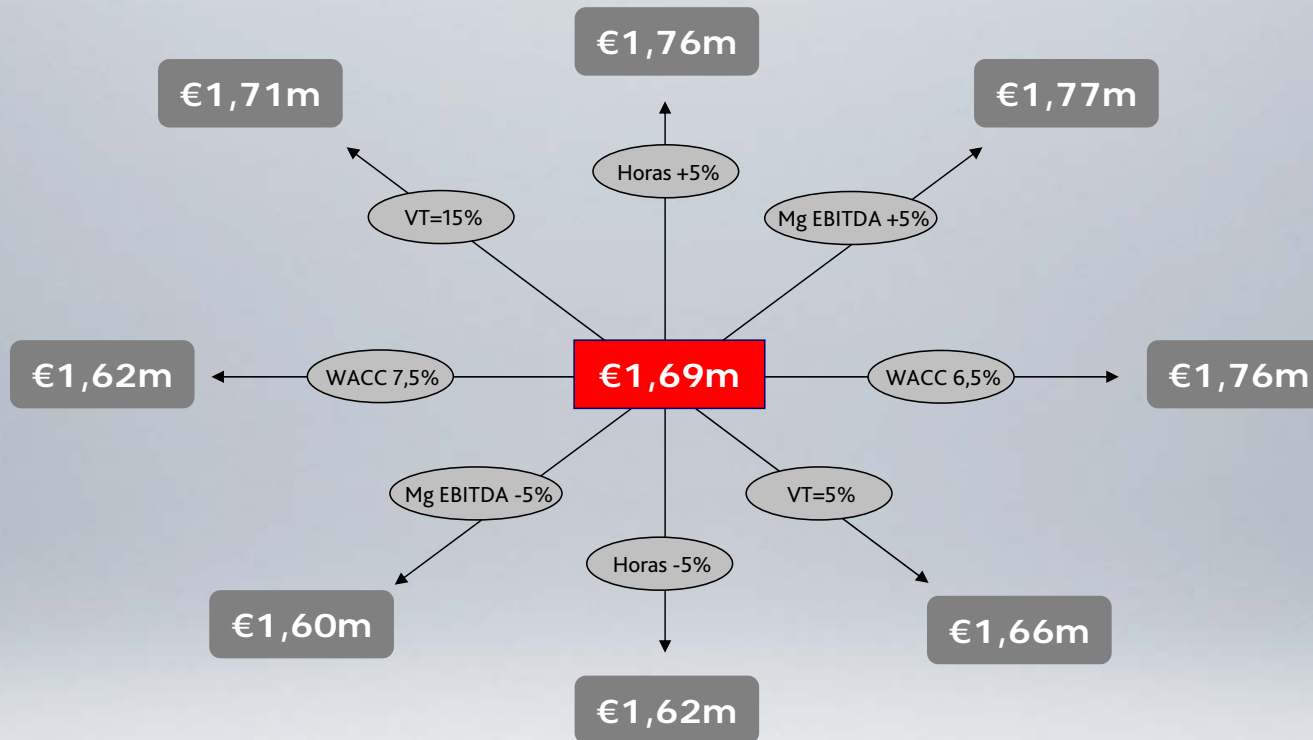 €1,76m
€1,71m
€1,77m
Horas +5%
VT=15%
Mg EBITDA +5%
€1,62m
WACC 7,5%
€1,69m
WACC 6,5%
€1,76m
Mg EBITDA -5%
VT=5%
Horas -5%
€1,60m
€1,66m
€1,62m